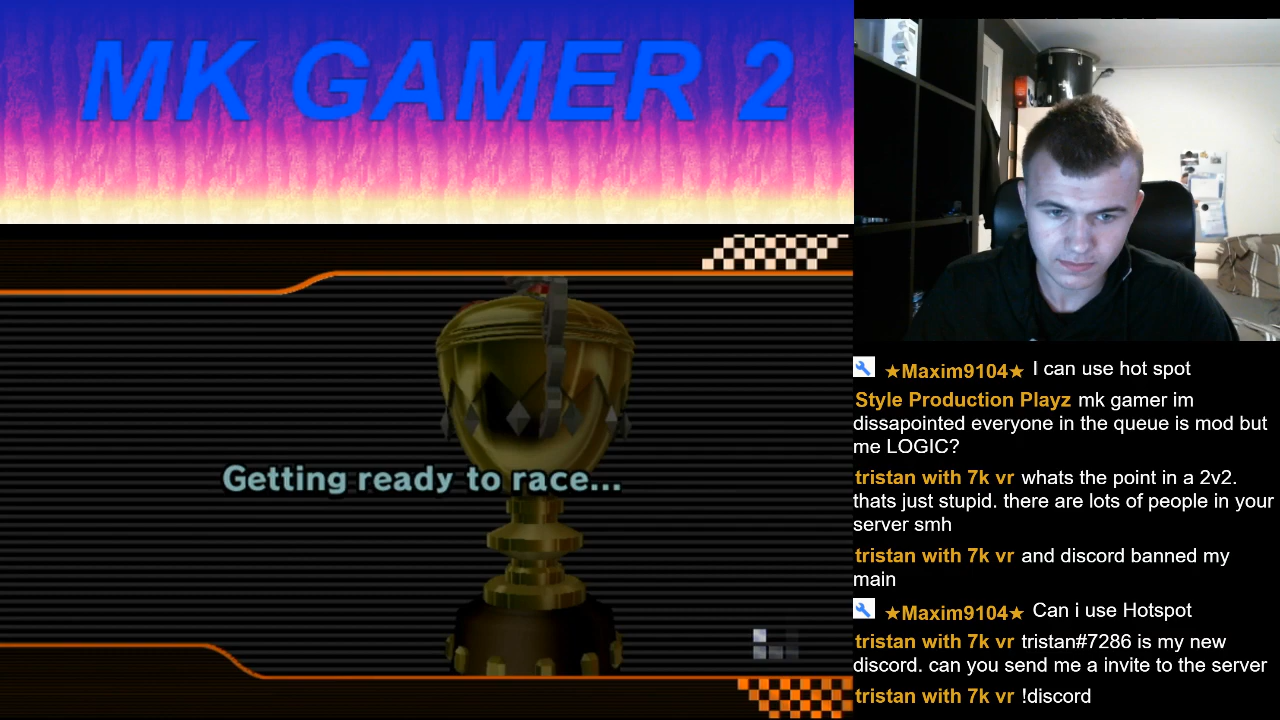 MK GAMER 2
Getting ready to race...
★Maxim9104★ I can use hot spot
Style Production Playz mk gamer im
dissapointed everyone in the queue is mod but
me LOGIC?
tristan with 7k vr whats the point in a 2v2.
thats just stupid. there are lots of people in your
server smh
tristan with 7k vr and discord banned my
main
★Maxim9104★ Can i use Hotspot
tristan with 7k vr tristan#7286 is my new
discord. can you send me a invite to the server
tristan with 7k vr !discord